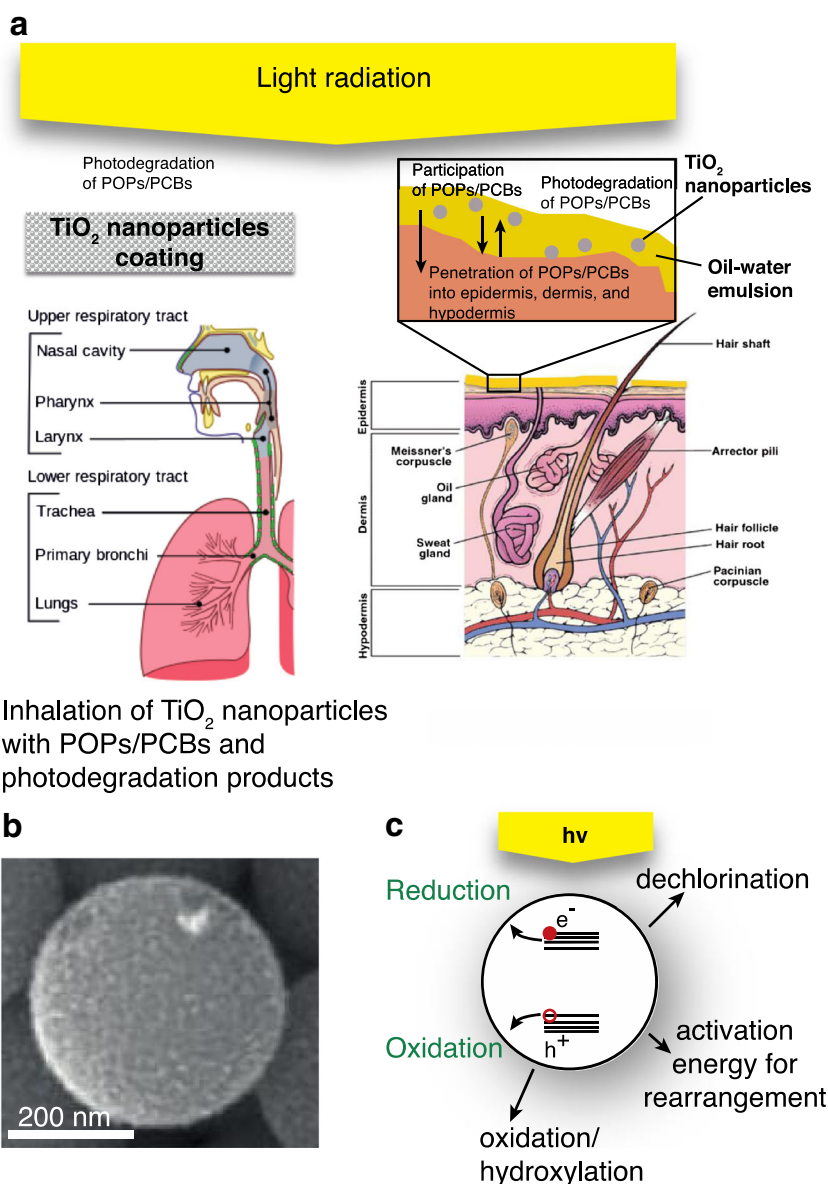 a
Light radiation
Photodegradation
of POPs/PCBs
TiO₂ nanoparticles
coating
Participation
of POPs/PCBs
Photodegradation
of POPs/PCBs
TiO₂
nanoparticles
Penetration of POPs/PCBs
into epidermis, dermis, and
hypodermis
Oil-water
emulsion
Upper respiratory tract
Nasal cavity
Pharynx
Larynx
Lower respiratory tract
Trachea
Primary bronchi
Lungs
Epidermis
Dermis
Hypodermis
Meissner's
corpuscle
Oil
gland
Sweat
gland
Hair shaft
Arrector pili
Hair follicle
Hair root
Pacinian
corpuscle
Inhalation of TiO₂ nanoparticles
with POPs/PCBs and
photodegradation products
b
200 nm
c
hv
Reduction
e⁻
dechlorination
Oxidation
h⁺
activation
energy for
rearrangement
oxidation/
hydroxylation